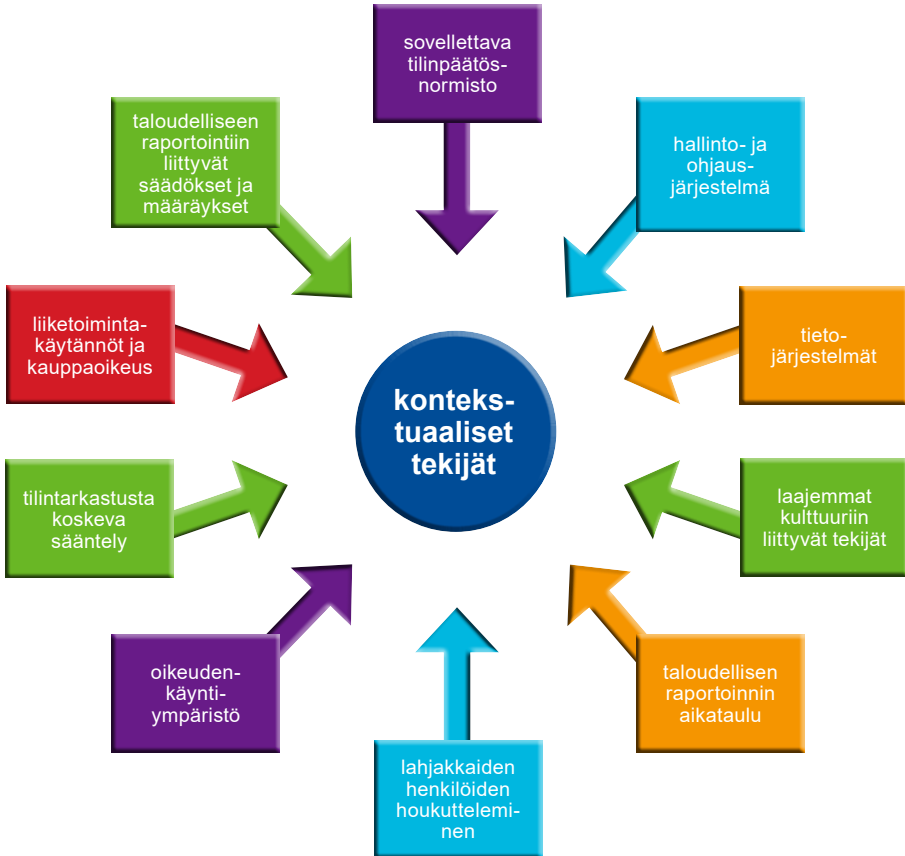 sovellettava
tilinpäätös-
normisto
taloudelliseen
raportointiin
liittyvät
säädökset ja
määräykset
hallinto- ja
ohjaus-
järjestelmä
liiketoiminta-
käytännöt ja
kauppaoikeus
tieto-
järjestelmät
konteks-
tuaaliset
tekijät
tilintarkastusta
koskeva
sääntely
laajemmat
kulttuuriin
liittyvät tekijät
oikeuden-
käynti-
ympäristö
taloudellisen
raportoinnin
aikataulu
lahjakkaiden
henkilöiden
houkuttelemi-
nen